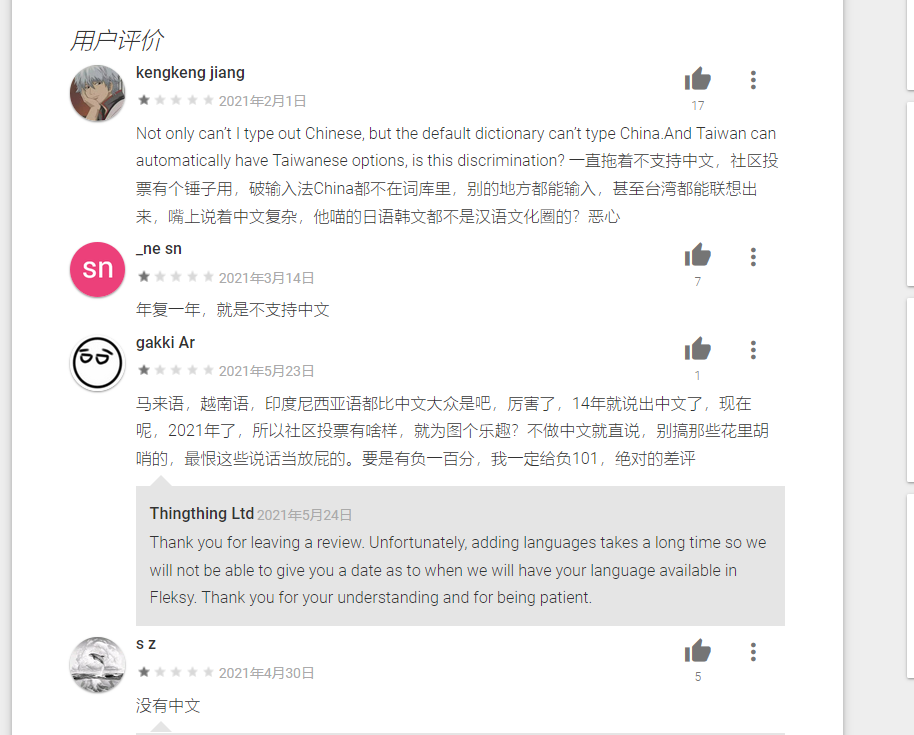 用户评价
kengkeng jiang
2021年2月1日
17
Not only can't I type out Chinese, but the default dictionary can't type China.And Taiwan can
automatically have Taiwanese options, is this discrimination? 一直拖着不支持中文，社区投
票有个锤子用，破输入法China都不在词库里，别的地方都能输入，甚至台湾都能联想出
来，嘴上说着中文复杂，他喵的日语韩文都不是汉语文化圈的？恶心
sn
_ne sn
2021年3月14日
7
年复一年，就是不支持中文
gakki Ar
2021年5月23日
1
马来语，越南语，印度尼西亚语都比中文大众是吧，厉害了，14年就说出中文了，现在
呢，2021年了，所以社区投票有啥样，就为图个乐趣？不做中文就直说，别搞那些花里胡
哨的，最恨这些说话当放屁的。要是有负一百分，我一定给负101，绝对的差评
Thingthing Ltd 2021年5月24日
Thank you for leaving a review. Unfortunately, adding languages takes a long time so we
will not be able to give you a date as to when we will have your language available in
Fleksy. Thank you for your understanding and for being patient.
s z
2021年4月30日
5
没有中文